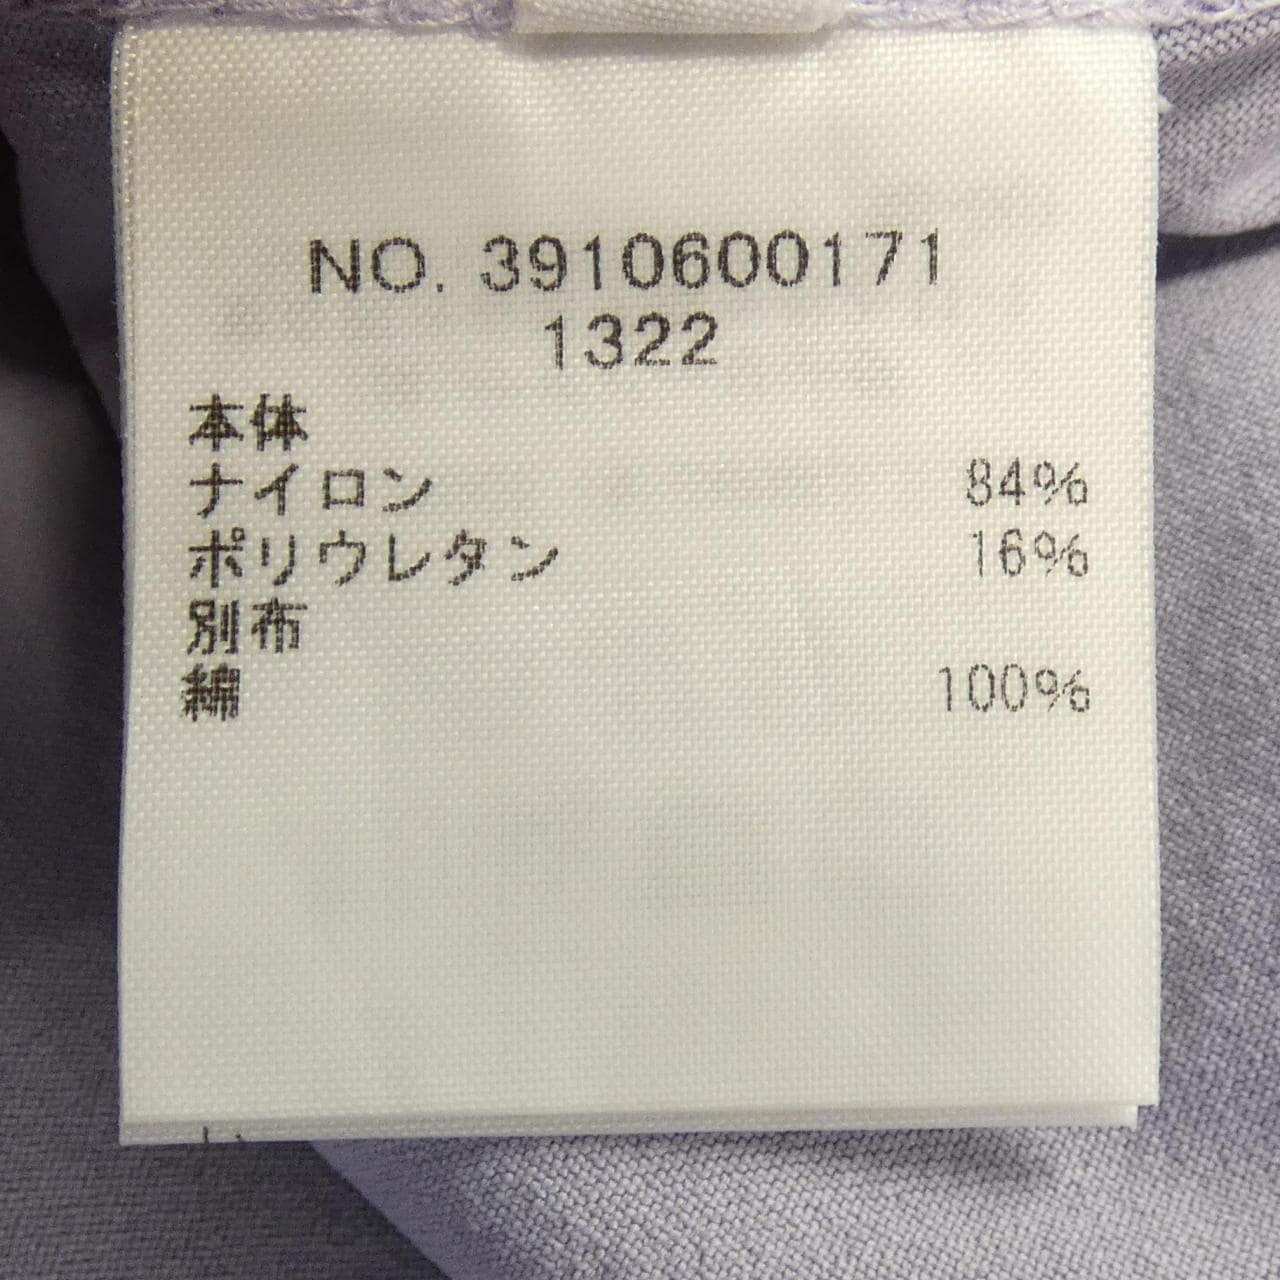 NO. 3910600171
1322
本体
ナイロン 84%
ポリウレタン 16%
別布
綿 100%